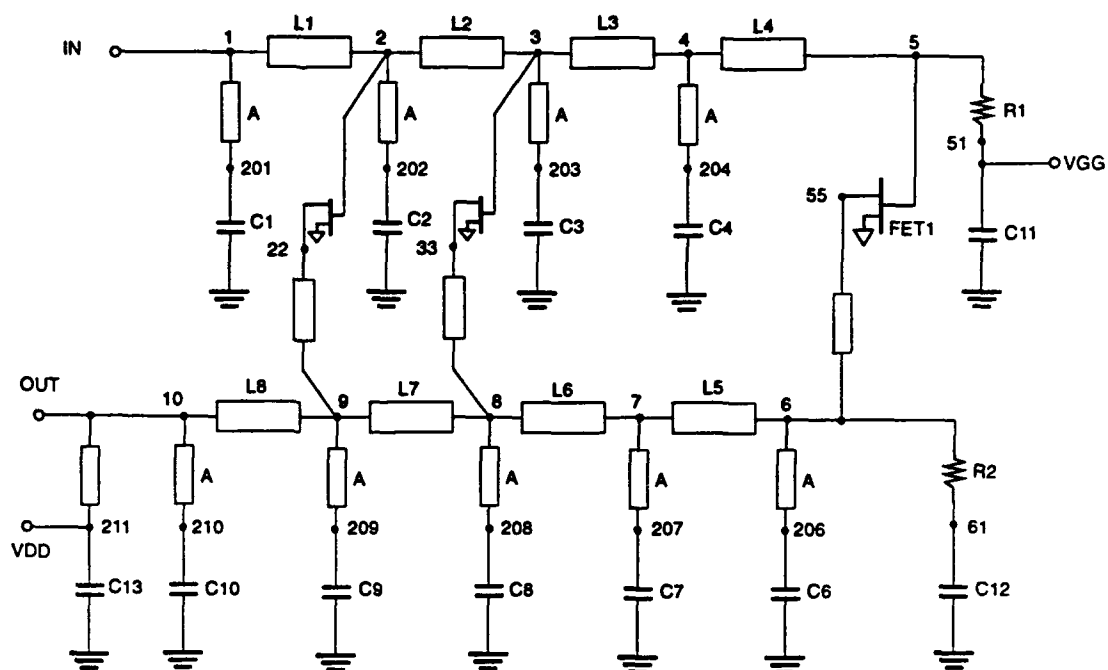 L1 L2 L3 L4
IN 1 2 3 4 5
A A A A R1
51
201 202 203 204 VGG
55
C1 C2 C3 C4 FET1 C11
22 33
OUT
10 L8 9 L7 8 L6 7 L5 6
A A A A A R2
211 210 209 208 207 206 61
VDD
C13 C10 C9 C8 C7 C6 C12